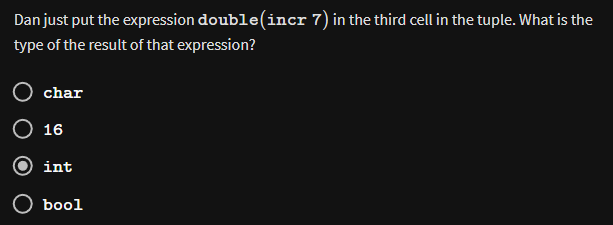 Dan just put the expression double(incr 7) in the third cell in the tuple. What is the
type of the result of that expression?
char
16
int
bool